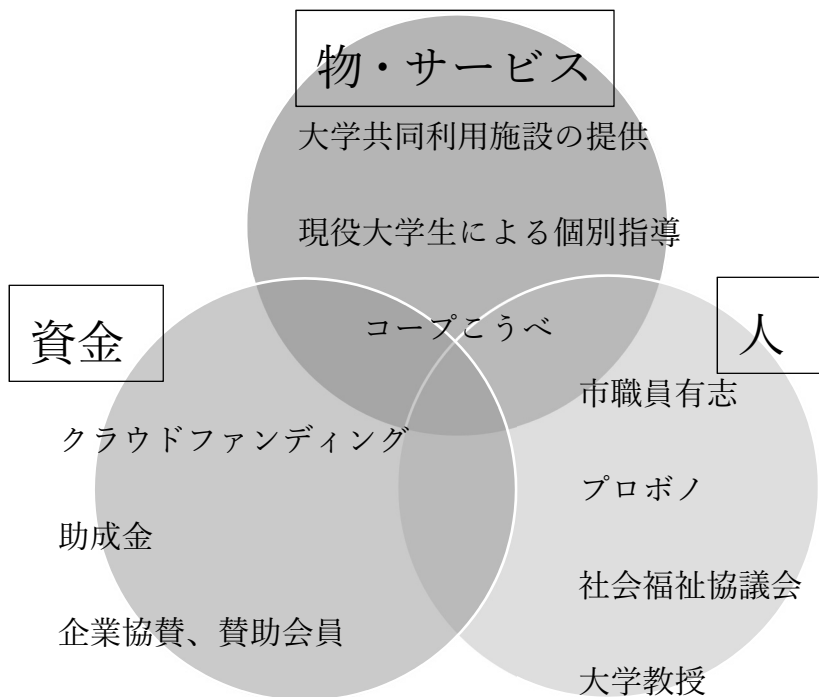 物・サービス
大学共同利用施設の提供
現役大学生による個別指導
コープこうべ
資金
クラウドファンディング
助成金
企業協賛、賛助会員
人
市職員有志
プロボノ
社会福祉協議会
大学教授